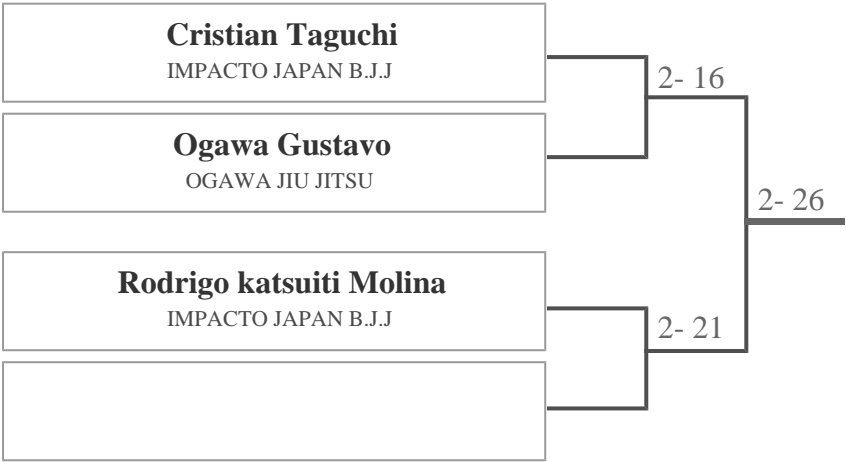 Cristian Taguchi
IMPACTO JAPAN B.J.J
2- 16
Ogawa Gustavo
OGAWA JIU JITSU
2- 26
Rodrigo katsuiti Molina
IMPACTO JAPAN B.J.J
2- 21